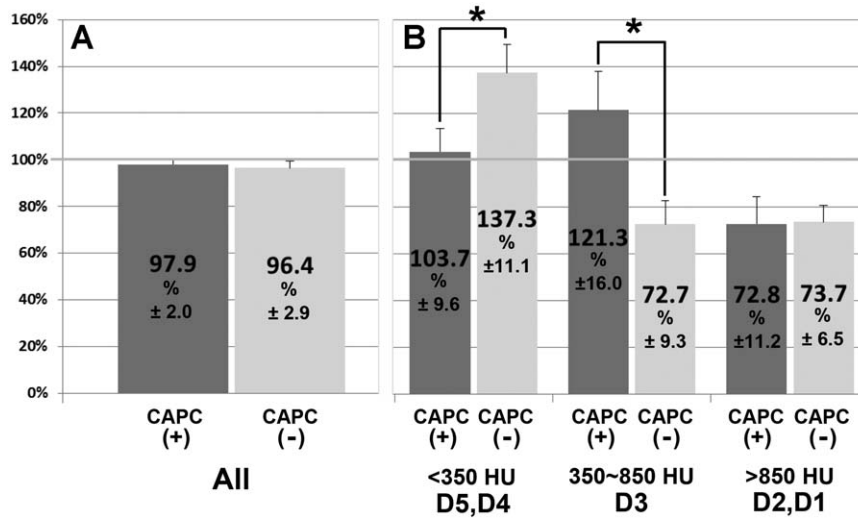 160%
140%
120%
100%
80%
60%
40%
20%
0%
A
97.9
%
± 2.0
96.4
%
± 2.9
CAPC
(+)
CAPC
(-)
All
B
*
*
103.7
%
± 9.6
137.3
%
±11.1
121.3
%
±16.0
72.7
%
± 9.3
72.8
%
±11.2
73.7
%
± 6.5
CAPC
(+)
CAPC
(-)
CAPC
(+)
CAPC
(-)
CAPC
(+)
CAPC
(-)
<350 HU
D5,D4
350~850 HU
D3
>850 HU
D2,D1